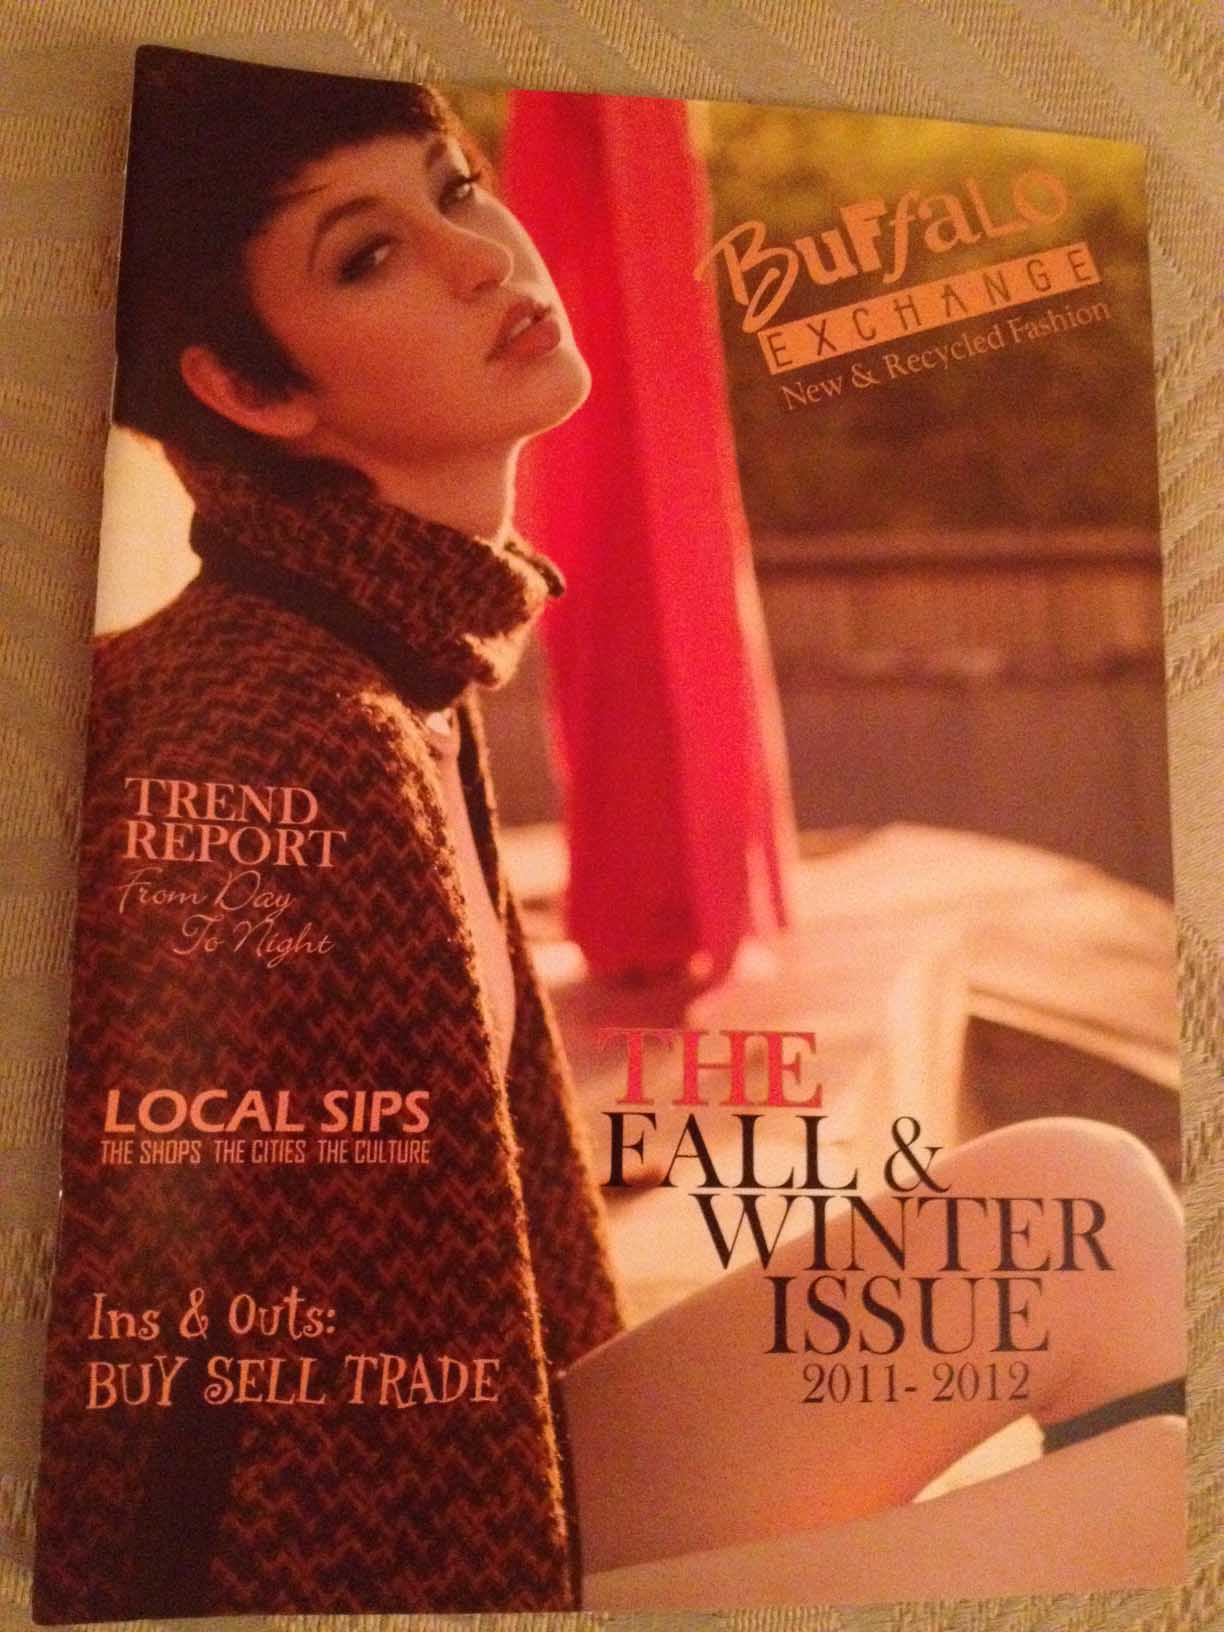 BuffaLo
EXCHANGE
New & Recycled Fashion
TREND
REPORT
From Day
To Night
LOCAL SIPS
THE SHOPS THE CITIES THE CULTURE
Ins & Outs:
BUY SELL TRADE
THE
FALL &
WINTER
ISSUE
2011-2012